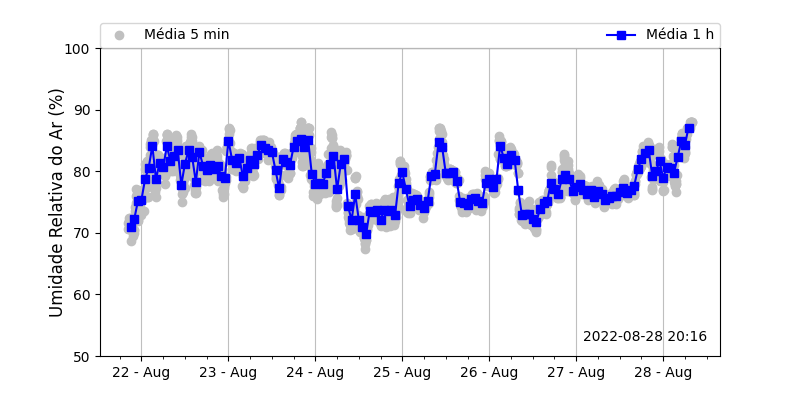 Média 5 min
Média 1 h
100
90
80
70
60
50
Umidade Relativa do Ar (%)
2022-08-28 20:16
22 - Aug
23 - Aug
24 - Aug
25 - Aug
26 - Aug
27 - Aug
28 - Aug